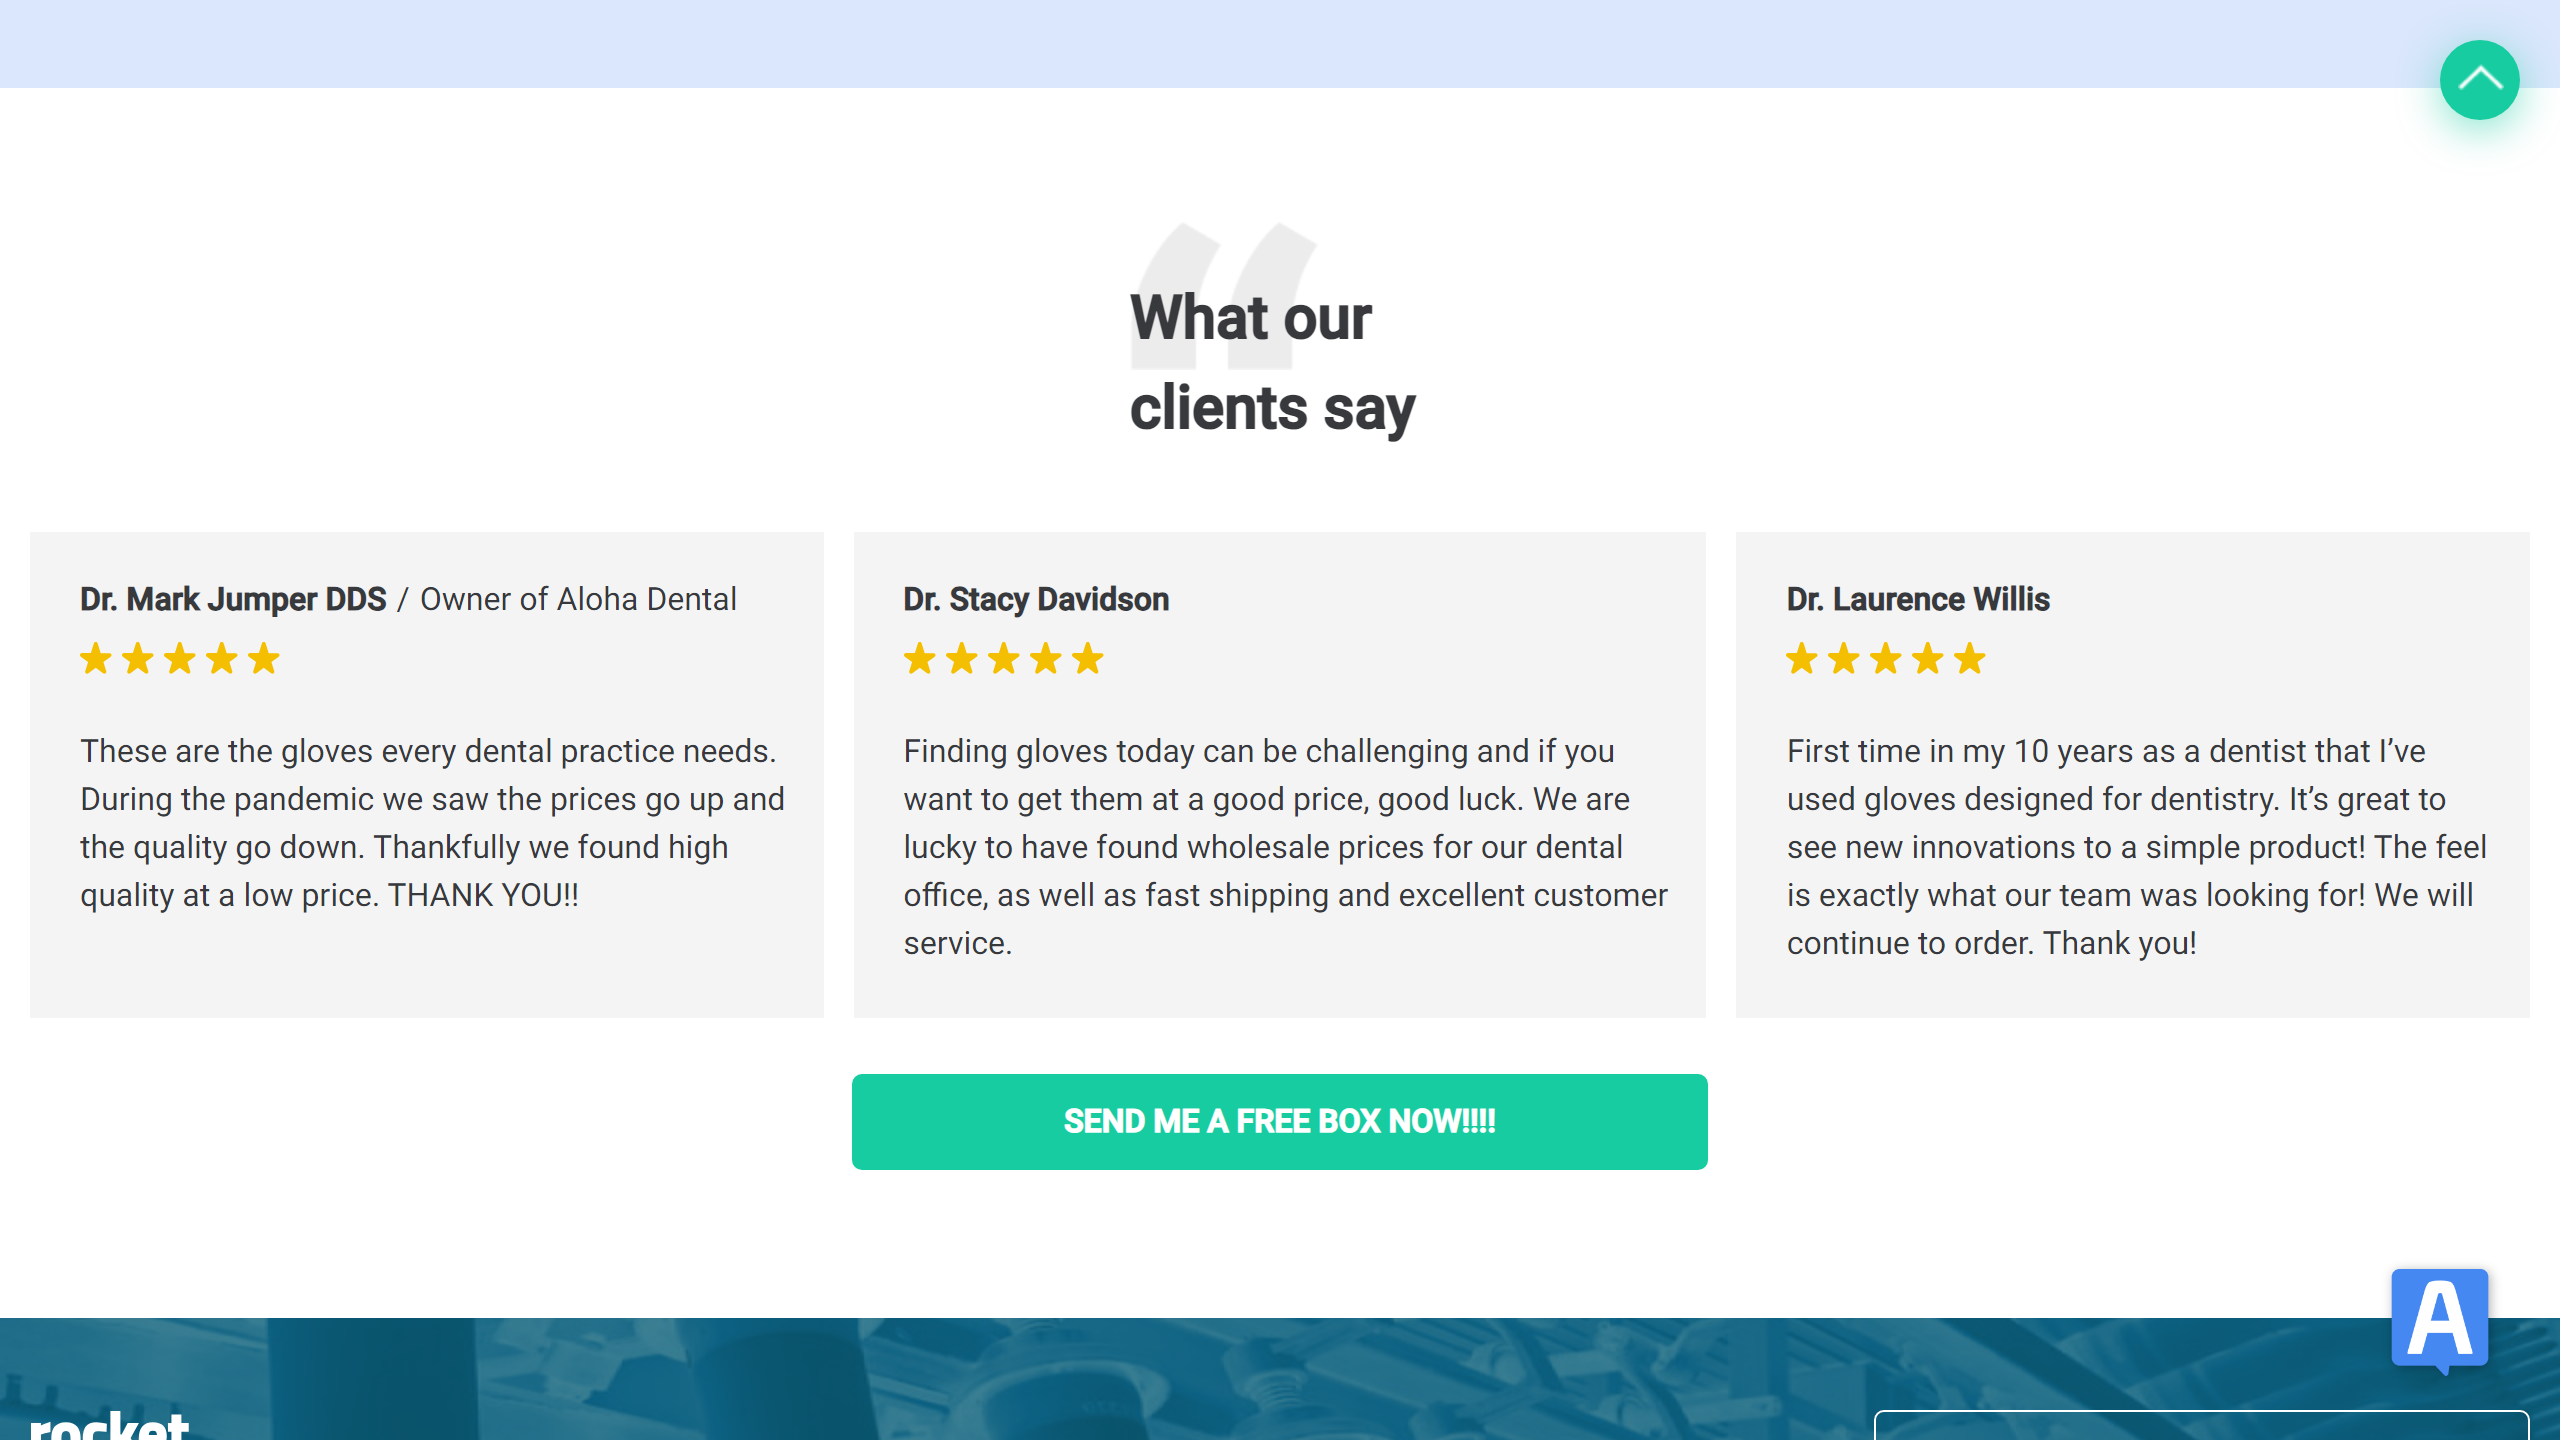 What our
clients say
Dr. Mark Jumper DDS / Owner of Aloha Dental
These are the gloves every dental practice needs.
During the pandemic we saw the prices go up and
the quality go down. Thankfully we found high
quality at a low price. THANK YOU!!
Dr. Stacy Davidson
Finding gloves today can be challenging and if you
want to get them at a good price, good luck. We are
lucky to have found wholesale prices for our dental
office, as well as fast shipping and excellent customer
service.
Dr. Laurence Willis
First time in my 10 years as a dentist that I’ve
used gloves designed for dentistry. It’s great to
see new innovations to a simple product! The feel
is exactly what our team was looking for! We will
continue to order. Thank you!
SEND ME A FREE BOX NOW!!!!
A
rocket